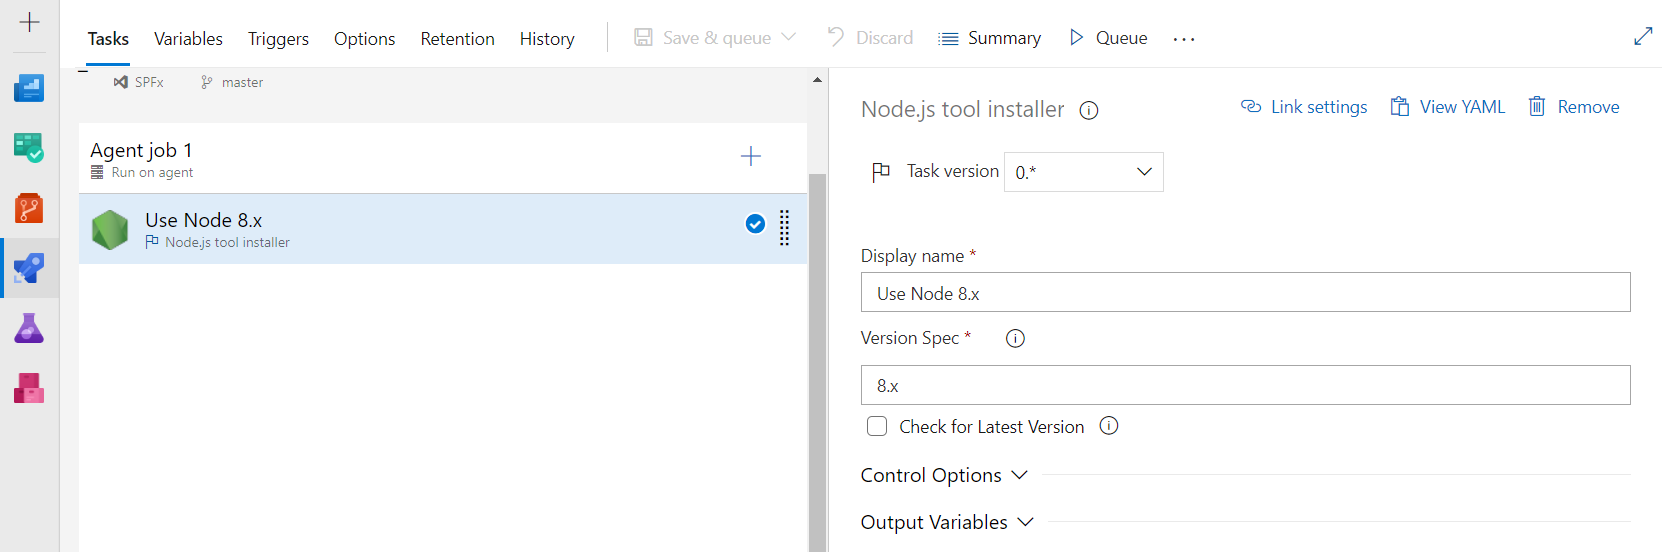 Tasks Variables Triggers Options Retention History Save & queue Discard Summary Queue ...
SPFx master
Agent job 1
Run on agent
Use Node 8.x
Node.js tool installer
Node.js tool installer Link settings View YAML Remove
Task version 0.*
Display name *
Use Node 8.x
Version Spec *
8.x
Check for Latest Version
Control Options
Output Variables